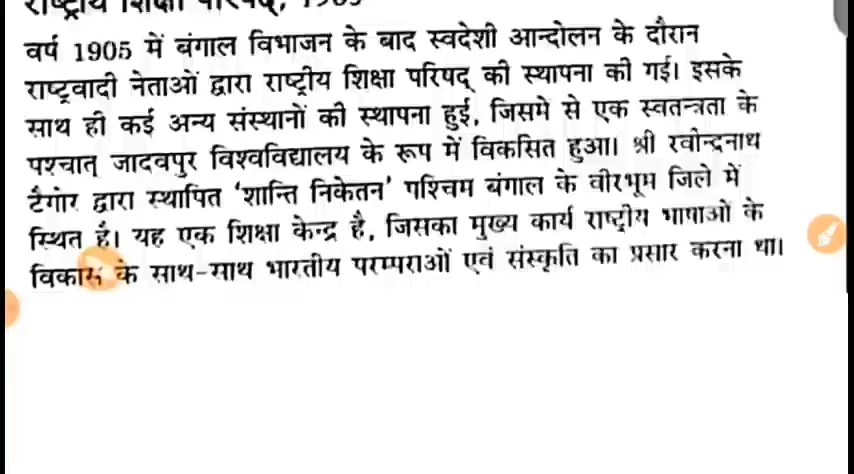 राष्ट्रीय शिक्षा परिषद्, 1905
वर्ष 1905 में बंगाल विभाजन के बाद स्वदेशी आन्दोलन के दौरान
राष्ट्रवादी नेताओं द्वारा राष्ट्रीय शिक्षा परिषद् की स्थापना की गई। इसके
साथ ही कई अन्य संस्थानों की स्थापना हुई, जिसमे से एक स्वतन्त्रता के
पश्चात् जादवपुर विश्वविद्यालय के रूप में विकसित हुआ। श्री रवीन्द्रनाथ
टैगोर द्वारा स्थापित ‘शान्ति निकेतन’ पश्चिम बंगाल के वीरभूम जिले में
स्थित है। यह एक शिक्षा केन्द्र है, जिसका मुख्य कार्य राष्ट्रीय भाषाओं के
विकास के साथ-साथ भारतीय परम्पराओं एवं संस्कृति का प्रसार करना था।